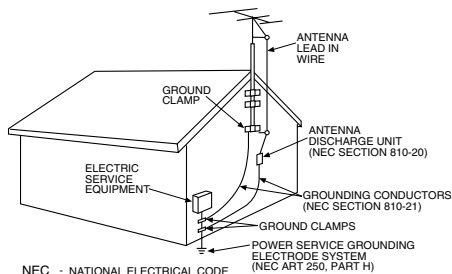 ANTENNA
LEAD IN
WIRE
GROUND
CLAMP
ANTENNA
DISCHARGE UNIT
(NEC SECTION 810-20)
ELECTRIC
SERVICE
EQUIPMENT
GROUNDING CONDUCTORS
(NEC SECTION 810-21)
GROUND CLAMPS
POWER SERVICE GROUNDING
ELECTRODE SYSTEM
(NEC ART 250, PART H)
NEC - NATIONAL ELECTRICAL CODE